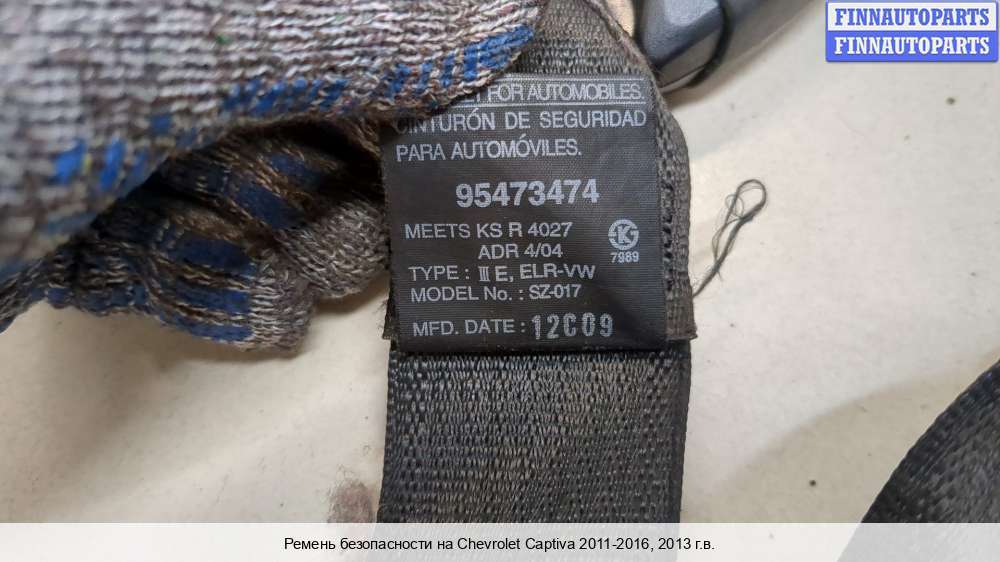 FINNAUTOPARTS
FINNAUTOPARTS
FOR AUTOMOBILES.
CINTURÓN DE SEGURIDAD
PARA AUTOMÓVILES.
95473474
MEETS KS R 4027
ADR 4/04
KG
7989
TYPE : III E, ELR-VW
MODEL No. : SZ-017
MFD. DATE : 12C09
Ремень безопасности на Chevrolet Captiva 2011-2016, 2013 г.в.